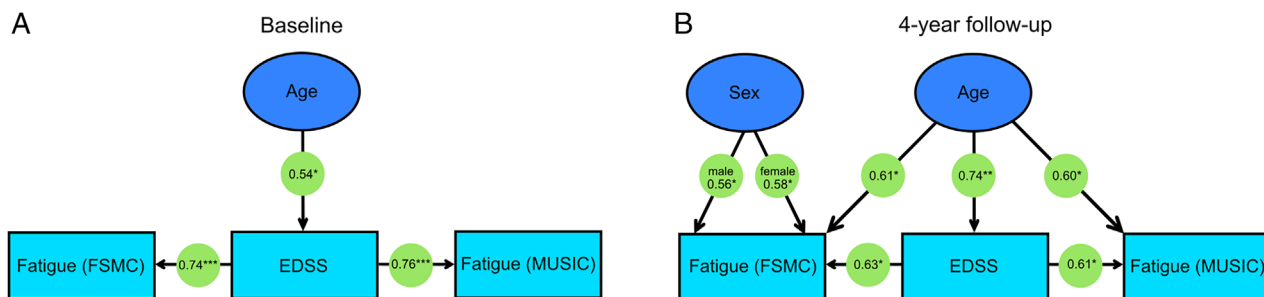 A
Baseline
Age
0.54*
Fatigue (FSMC)
0.74***
EDSS
0.76***
Fatigue (MUSIC)
B
4-year follow-up
Sex
Age
male
0.56*
female
0.58*
0.61*
0.74**
0.60*
Fatigue (FSMC)
0.63*
EDSS
0.61*
Fatigue (MUSIC)